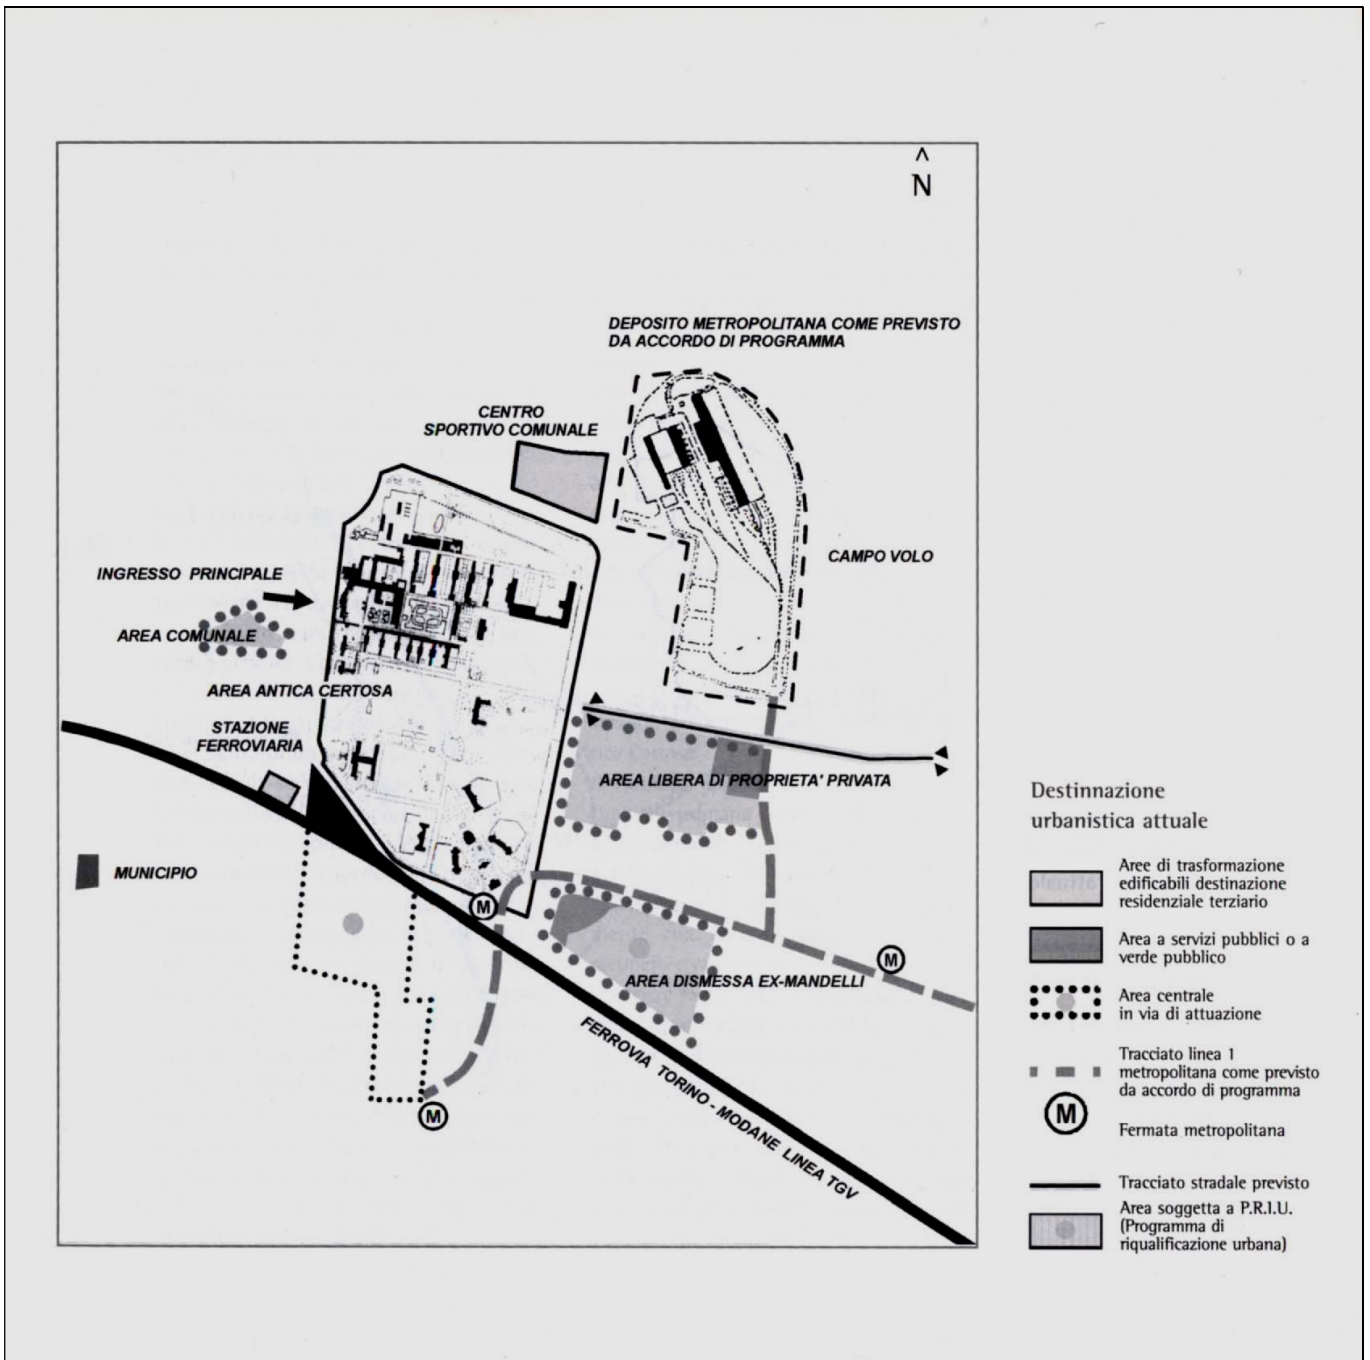 ^
N
DEPOSITO METROPOLITANA COME PREVISTO
DA ACCORDO DI PROGRAMMA
CENTRO
SPORTIVO COMUNALE
CAMPO VOLO
INGRESSO PRINCIPALE
AREA COMUNALE
AREA ANTICA CERTOSA
STAZIONE
FERROVIARIA
AREA LIBERA DI PROPRIETA' PRIVATA
MUNICIPIO
M
M
AREA DISMESSA EX-MANDELLI
FERROVIA TORINO - MODANE LINEA TGV
M
Destinnazione
urbanistica attuale
Aree di trasformazione
edificabili destinazione
residenziale terziario
Area a servizi pubblici o a
verde pubblico
Area centrale
in via di attuazione
Tracciato linea 1
metropolitana come previsto
da accordo di programma
M
Fermata metropolitana
Tracciato stradale previsto
Area soggetta a P.R.I.U.
(Programma di
riqualificazione urbana)